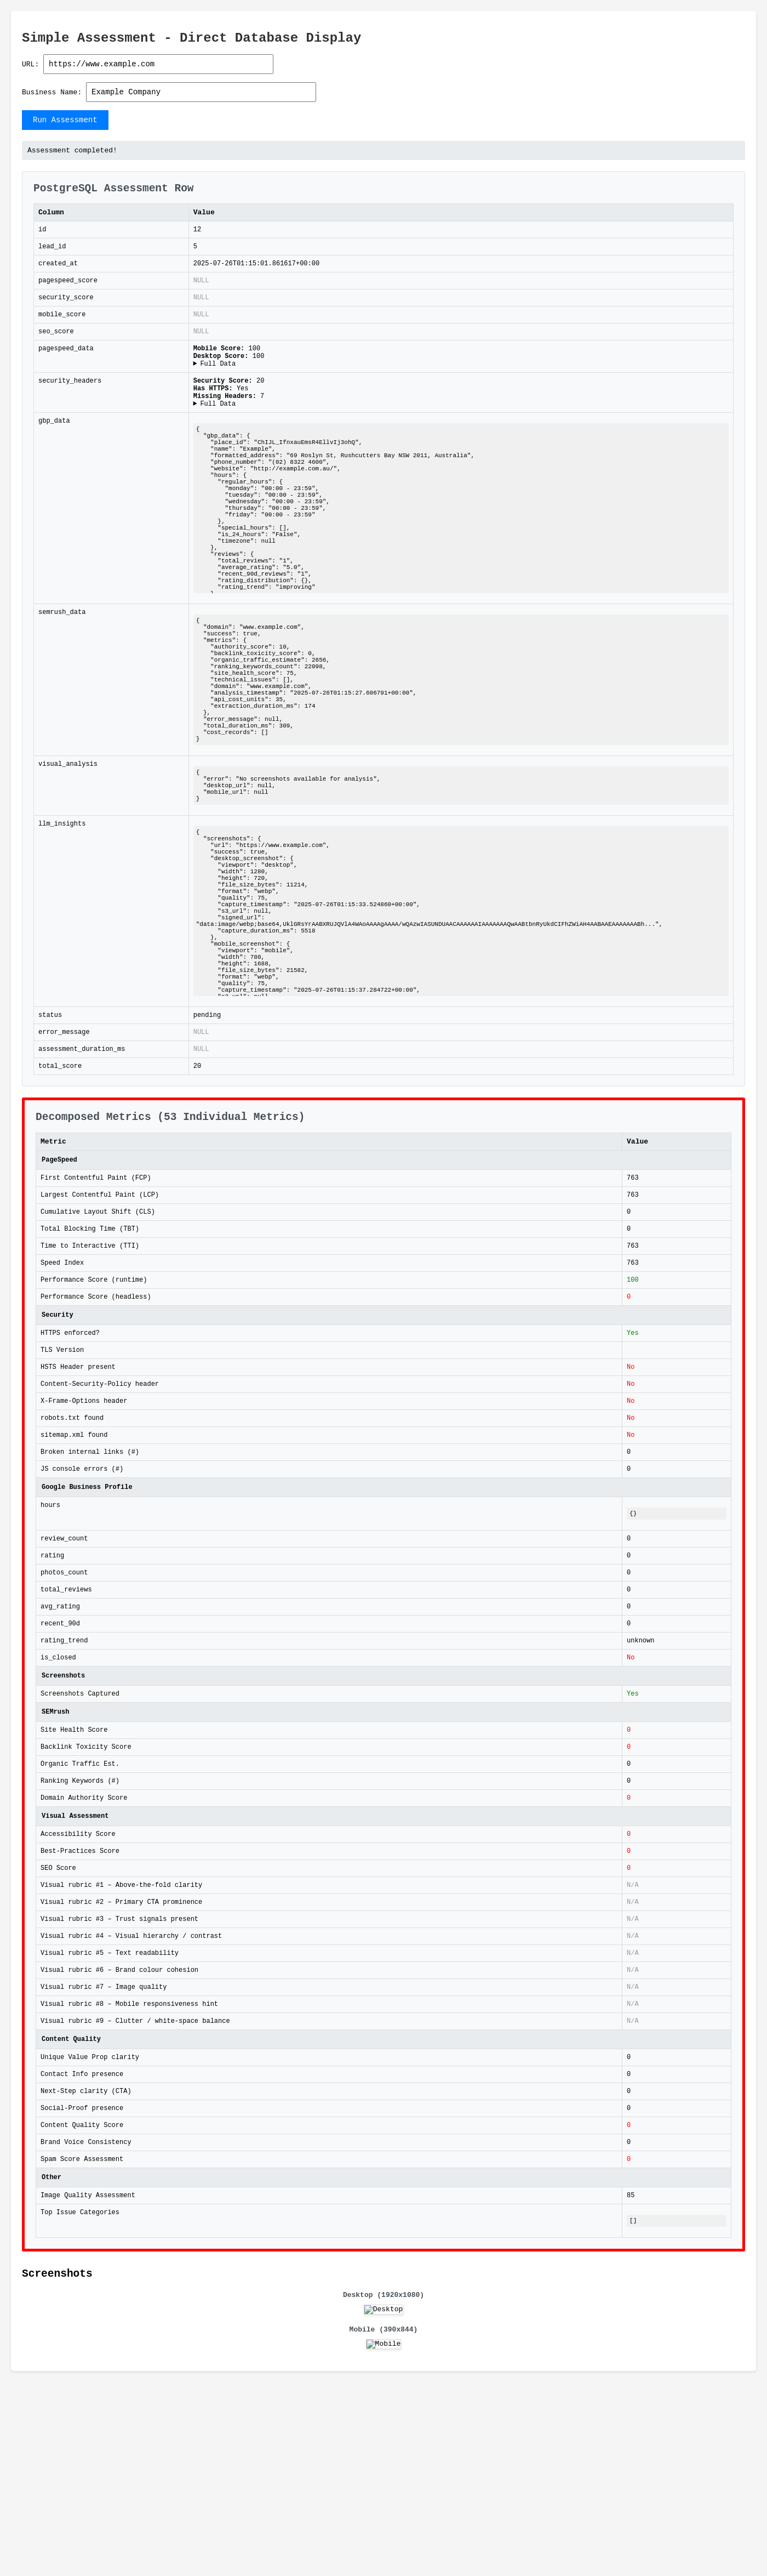 Simple Assessment - Direct Database Display
URL: https://www.example.com
Business Name: Example Company
Run Assessment
Assessment completed!
PostgreSQL Assessment Row
Column Value
id 12
lead_id 5
created_at 2025-07-26T01:15:01.861617+00:00
pagespeed_score NULL
security_score NULL
mobile_score NULL
seo_score NULL
pagespeed_data Mobile Score: 100
Desktop Score: 100
▶ Full Data
security_headers Security Score: 20
Has HTTPS: Yes
Missing Headers: 7
▶ Full Data
gbp_data
{
"gbp_data": {
"place_id": "ChIJL_IfnxauEmsR4EllvIj3ohQ",
"name": "Example",
"formatted_address": "69 Roslyn St, Rushcutters Bay NSW 2011, Australia",
"phone_number": "(02) 8322 4600",
"website": "http://example.com.au/",
"hours": {
"regular_hours": {
"monday": "00:00 - 23:59",
"tuesday": "00:00 - 23:59",
"wednesday": "00:00 - 23:59",
"thursday": "00:00 - 23:59",
"friday": "00:00 - 23:59"
},
"special_hours": [],
"is_24_hours": "False",
"timezone": null
},
"reviews": {
"total_reviews": "1",
"average_rating": "5.0",
"recent_90d_reviews": "1",
"rating_distribution": {},
"rating_trend": "improving"
semrush_data
{
"domain": "www.example.com",
"success": true,
"metrics": {
"authority_score": 10,
"backlink_toxicity_score": 0,
"organic_traffic_estimate": 2656,
"ranking_keywords_count": 22098,
"site_health_score": 75,
"technical_issues": [],
"domain": "www.example.com",
"analysis_timestamp": "2025-07-26T01:15:27.606791+00:00",
"api_cost_units": 35,
"extraction_duration_ms": 174
},
"error_message": null,
"total_duration_ms": 309,
"cost_records": []
}
visual_analysis
{
"error": "No screenshots available for analysis",
"desktop_url": null,
"mobile_url": null
}
llm_insights
{
"screenshots": {
"url": "https://www.example.com",
"success": true,
"desktop_screenshot": {
"viewport": "desktop",
"width": 1280,
"height": 720,
"file_size_bytes": 11214,
"format": "webp",
"quality": 75,
"capture_timestamp": "2025-07-26T01:15:33.524860+00:00",
"s3_url": null,
"signed_url":
"capture_duration_ms": 5518
},
"mobile_screenshot": {
"viewport": "mobile",
"width": 780,
"height": 1688,
"file_size_bytes": 21582,
"format": "webp",
"quality": 75,
"capture_timestamp": "2025-07-26T01:15:37.284722+00:00",
status pending
error_message NULL
assessment_duration_ms NULL
total_score 20
Decomposed Metrics (53 Individual Metrics)
Metric Value
PageSpeed
First Contentful Paint (FCP) 763
Largest Contentful Paint (LCP) 763
Cumulative Layout Shift (CLS) 0
Total Blocking Time (TBT) 0
Time to Interactive (TTI) 763
Speed Index 763
Performance Score (runtime) 100
Performance Score (headless) 0
Security
HTTPS enforced? Yes
TLS Version
HSTS Header present No
Content-Security-Policy header No
X-Frame-Options header No
robots.txt found No
sitemap.xml found No
Broken internal links (#) 0
JS console errors (#) 0
Google Business Profile
hours {}
review_count 0
rating 0
photos_count 0
total_reviews 0
avg_rating 0
recent_90d 0
rating_trend unknown
is_closed No
Screenshots
Screenshots Captured Yes
SEMrush
Site Health Score 0
Backlink Toxicity Score 0
Organic Traffic Est. 0
Ranking Keywords (#) 0
Domain Authority Score 0
Visual Assessment
Accessibility Score 0
Best-Practices Score 0
SEO Score 0
Visual rubric #1 – Above-the-fold clarity N/A
Visual rubric #2 – Primary CTA prominence N/A
Visual rubric #3 – Trust signals present N/A
Visual rubric #4 – Visual hierarchy / contrast N/A
Visual rubric #5 – Text readability N/A
Visual rubric #6 – Brand colour cohesion N/A
Visual rubric #7 – Image quality N/A
Visual rubric #8 – Mobile responsiveness hint N/A
Visual rubric #9 – Clutter / white-space balance N/A
Content Quality
Unique Value Prop clarity 0
Contact Info presence 0
Next-Step clarity (CTA) 0
Social-Proof presence 0
Content Quality Score 0
Brand Voice Consistency 0
Spam Score Assessment 0
Other
Image Quality Assessment 85
Top Issue Categories []
Screenshots
Desktop (1920x1080)
Desktop
Mobile (390x844)
Mobile